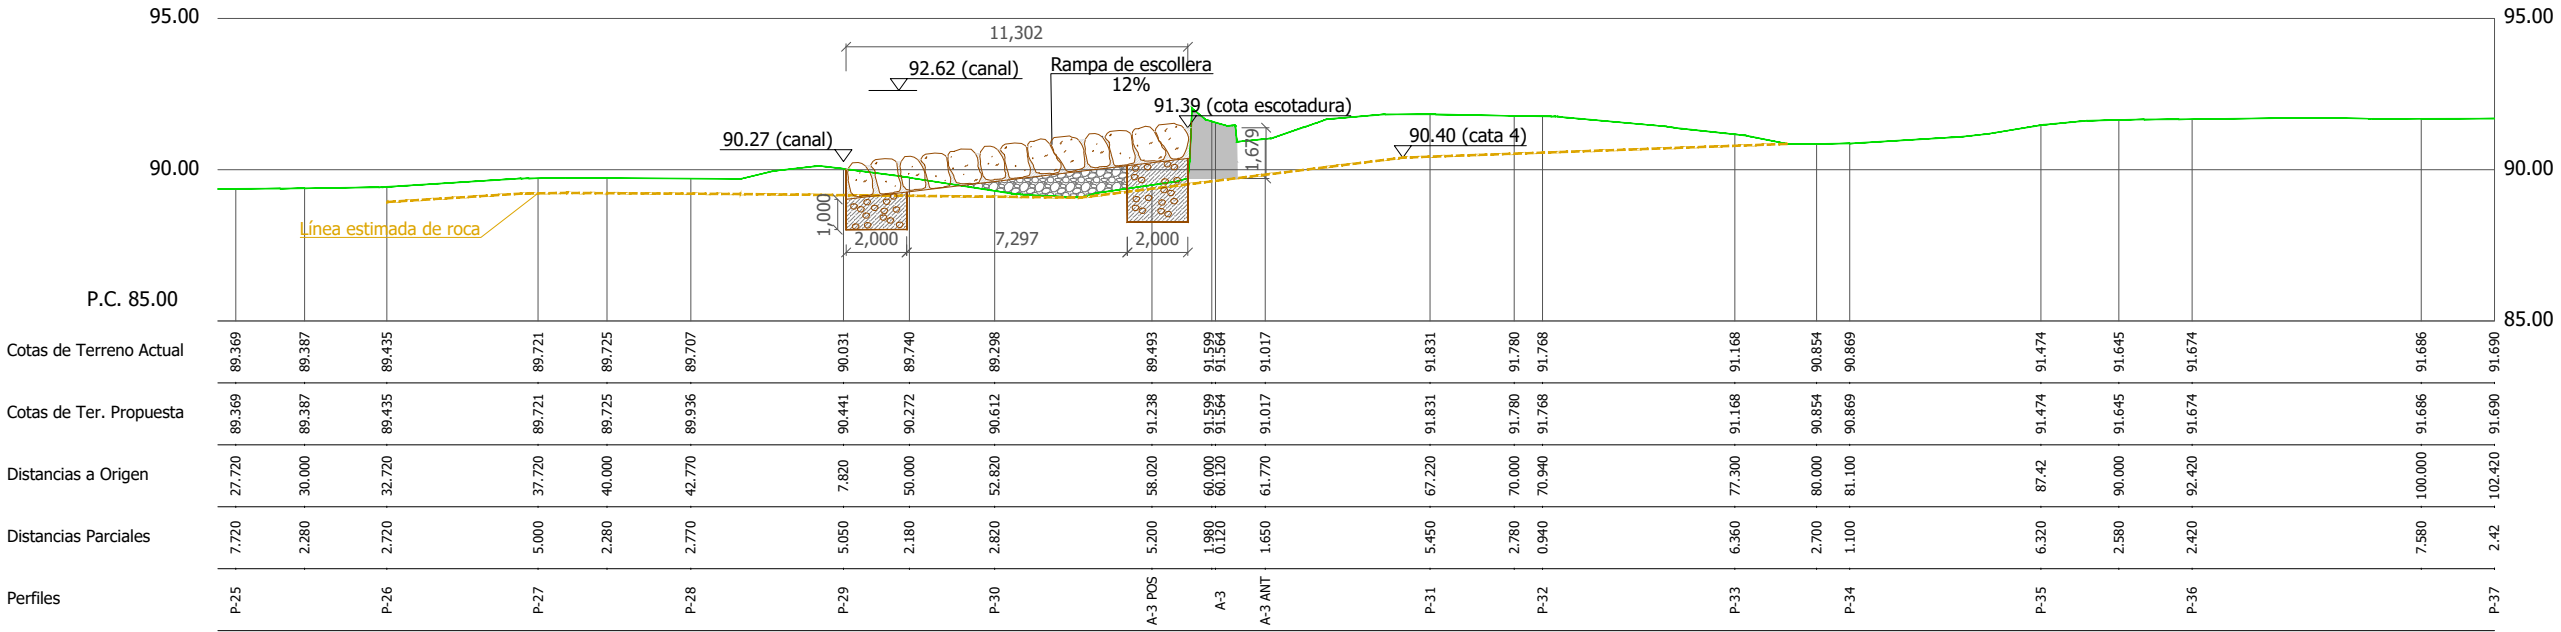 95.00
95.00
11,302
92.62 (canal)
Rampa de escollera
12%
91.39 (cota escotadura)
90.27 (canal)
90.40 (cata 4)
1,679
90.00
90.00
1,000
Línea estimada de roca
2,000
7,297
2,000
P.C. 85.00
85.00
Cotas de Terreno Actual
89.369 89.387 89.435 89.721 89.725 89.707 90.031 89.740 89.298 89.493 91.599 91.564 91.017 91.831 91.780 91.768 91.168 90.854 90.869 91.474 91.645 91.674 91.686 91.690
Cotas de Ter. Propuesta
89.369 89.387 89.435 89.721 89.725 89.936 90.441 90.272 90.612 91.238 91.599 91.564 91.017 91.831 91.780 91.768 91.168 90.854 90.869 91.474 91.645 91.674 91.686 91.690
Distancias a Origen
27.720 30.000 32.720 37.720 40.000 42.770 7.820 50.000 52.820 58.020 60.000 60.120 61.770 67.220 70.000 70.940 77.300 80.000 81.100 87.42 90.000 92.420 100.000 102.420
Distancias Parciales
7.720 2.280 2.720 5.000 2.280 2.770 5.050 2.180 2.820 5.200 1.980 0.120 1.650 5.450 2.780 0.940 6.360 2.700 1.100 6.320 2.580 2.420 7.580 2.42
Perfiles
P-25 P-26 P-27 P-28 P-29 P-30 A-3 POS A-3 A-3 ANT P-31 P-32 P-33 P-34 P-35 P-36 P-37